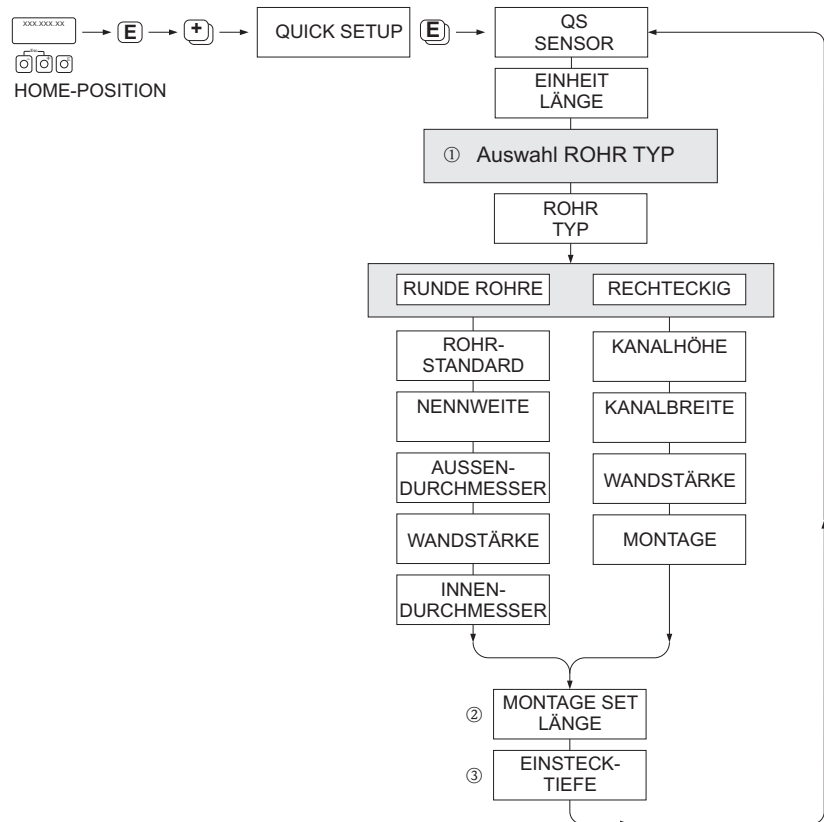 XXX.XXX.XX
Esc
E
+
QUICK SETUP
E
QS
SENSOR
HOME-POSITION
EINHEIT
LÄNGE
① Auswahl ROHR TYP
ROHR
TYP
RUNDE ROHRE
RECHTECKIG
ROHR-
STANDARD
KANALHÖHE
NENNWEITE
KANALBREITE
AUSSEN-
DURCHMESSER
WANDSTÄRKE
WANDSTÄRKE
MONTAGE
INNEN-
DURCHMESSER
② MONTAGE SET
LÄNGE
③ EINSTECK-
TIEFE